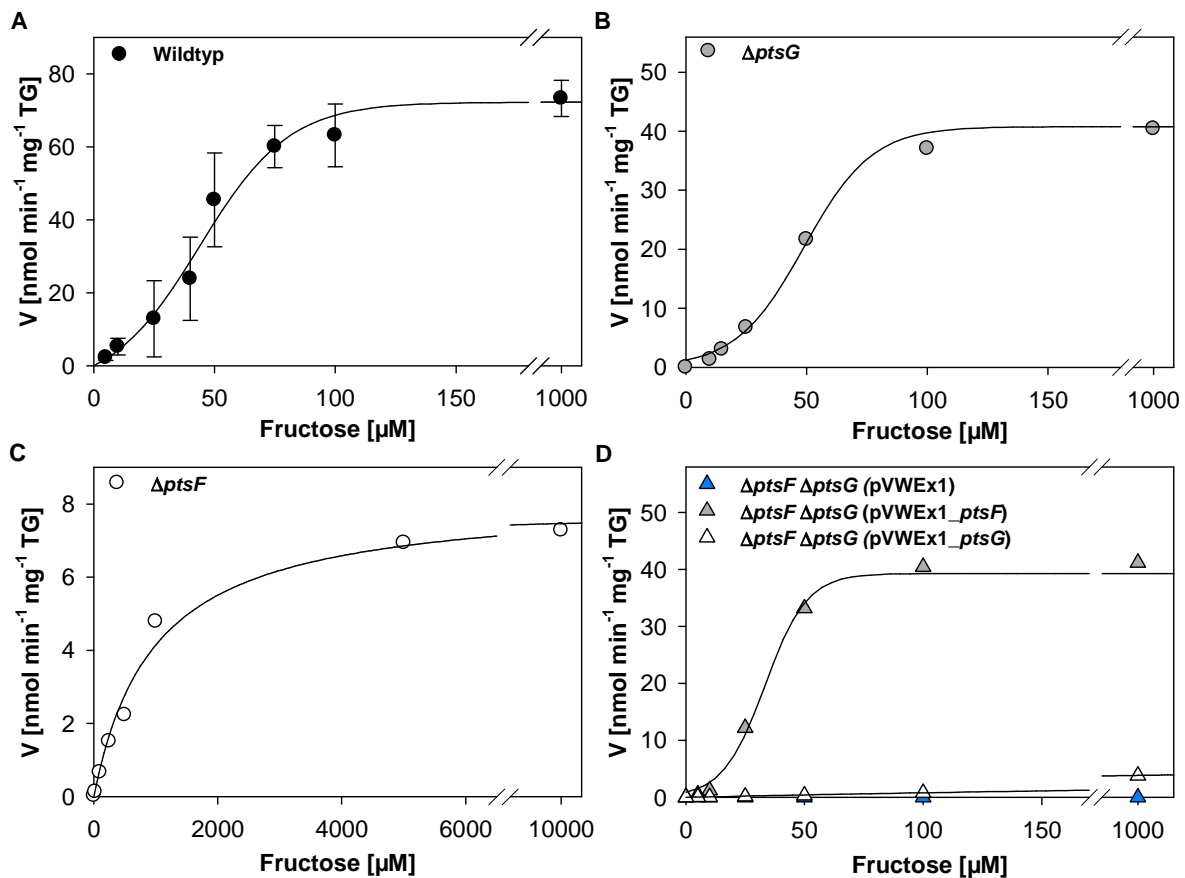 A
Wildtyp
V [nmol min-1 mg-1 TG]
80
60
40
20
0
0 50 100 150 1000
Fructose [µM]
B
ΔptsG
V [nmol min-1 mg-1 TG]
50
40
30
20
10
0
0 50 100 150 1000
Fructose [µM]
C
ΔptsF
V [nmol min-1 mg-1 TG]
8
6
4
2
0
0 2000 4000 6000 10000
Fructose [µM]
D
ΔptsF ΔptsG (pVWEx1)
ΔptsF ΔptsG (pVWEx1_ptsF)
ΔptsF ΔptsG (pVWEx1_ptsG)
V [nmol min-1 mg-1 TG]
50
40
30
20
10
0
0 50 100 150 1000
Fructose [µM]